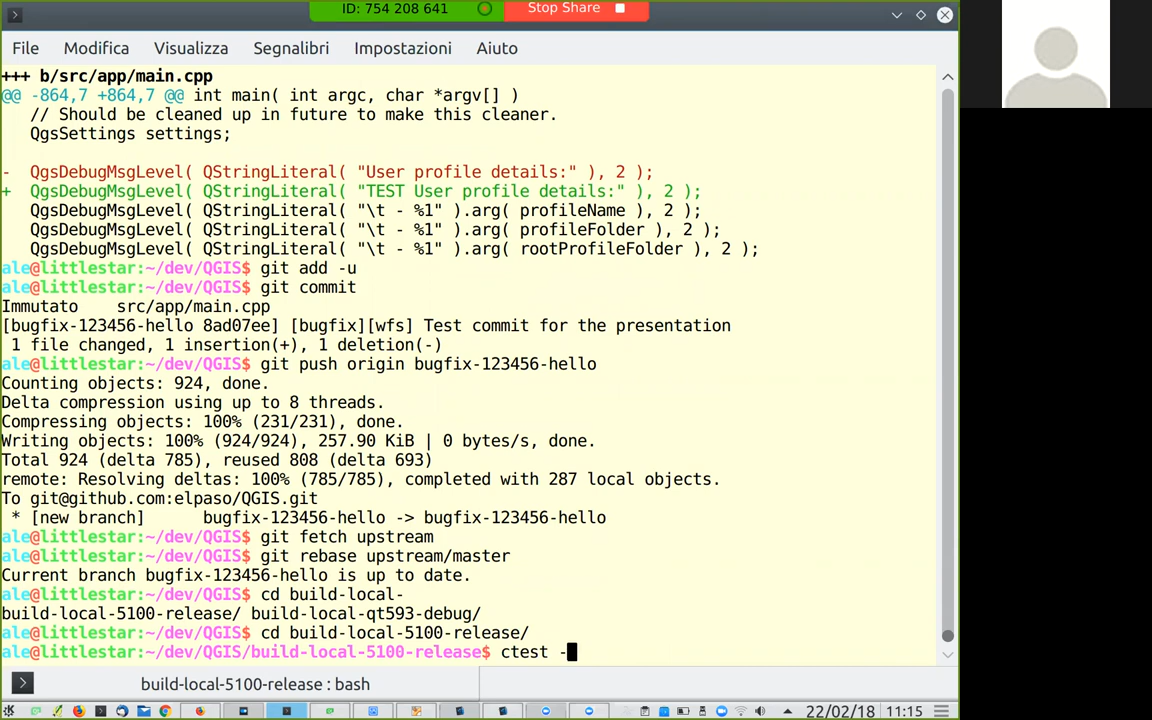 ID: 754 208 641
Stop Share
File Modifica Visualizza Segnalibri Impostazioni Aiuto
+++ b/src/app/main.cpp
@@ -864,7 +864,7 @@ int main( int argc, char *argv[] )
   // Should be cleaned up in future to make this cleaner.
   QgsSettings settings;
-  QgsDebugMsgLevel( QStringLiteral( "User profile details:" ), 2 );
+  QgsDebugMsgLevel( QStringLiteral( "TEST User profile details:" ), 2 );
   QgsDebugMsgLevel( QStringLiteral( "\t - %1" ).arg( profileName ), 2 );
   QgsDebugMsgLevel( QStringLiteral( "\t - %1" ).arg( profileFolder ), 2 );
   QgsDebugMsgLevel( QStringLiteral( "\t - %1" ).arg( rootProfileFolder ), 2 );
ale@littlestar:~/dev/QGIS$ git add -u
ale@littlestar:~/dev/QGIS$ git commit
Immutato    src/app/main.cpp
[bugfix-123456-hello 8ad07ee] [bugfix][wfs] Test commit for the presentation
 1 file changed, 1 insertion(+), 1 deletion(-)
ale@littlestar:~/dev/QGIS$ git push origin bugfix-123456-hello
Counting objects: 924, done.
Delta compression using up to 8 threads.
Compressing objects: 100% (231/231), done.
Writing objects: 100% (924/924), 257.90 KiB | 0 bytes/s, done.
Total 924 (delta 785), reused 808 (delta 693)
remote: Resolving deltas: 100% (785/785), completed with 287 local objects.
To git@github.com:elpaso/QGIS.git
 * [new branch]      bugfix-123456-hello -> bugfix-123456-hello
ale@littlestar:~/dev/QGIS$ git fetch upstream
ale@littlestar:~/dev/QGIS$ git rebase upstream/master
Current branch bugfix-123456-hello is up to date.
ale@littlestar:~/dev/QGIS$ cd build-local-
build-local-5100-release/ build-local-qt593-debug/
ale@littlestar:~/dev/QGIS$ cd build-local-5100-release/
ale@littlestar:~/dev/QGIS/build-local-5100-release$ ctest -
build-local-5100-release : bash
22/02/18 11:15